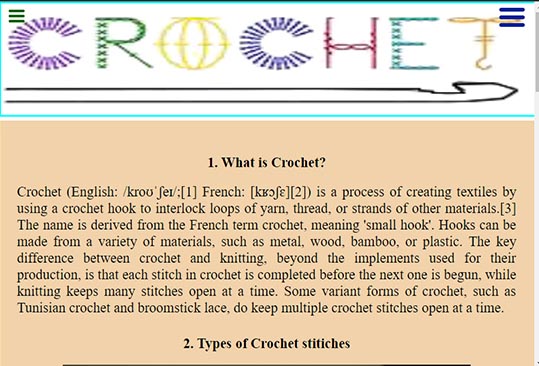 CROCHET
1. What is Crochet?
Crochet (English: /kroʊˈʃeɪ/;[1] French: [kʁɔʃɛ][2]) is a process of creating textiles by
using a crochet hook to interlock loops of yarn, thread, or strands of other materials.[3]
The name is derived from the French term crochet, meaning 'small hook'. Hooks can be
made from a variety of materials, such as metal, wood, bamboo, or plastic. The key
difference between crochet and knitting, beyond the implements used for their
production, is that each stitch in crochet is completed before the next one is begun, while
knitting keeps many stitches open at a time. Some variant forms of crochet, such as
Tunisian crochet and broomstick lace, do keep multiple crochet stitches open at a time.
2. Types of Crochet stitiches